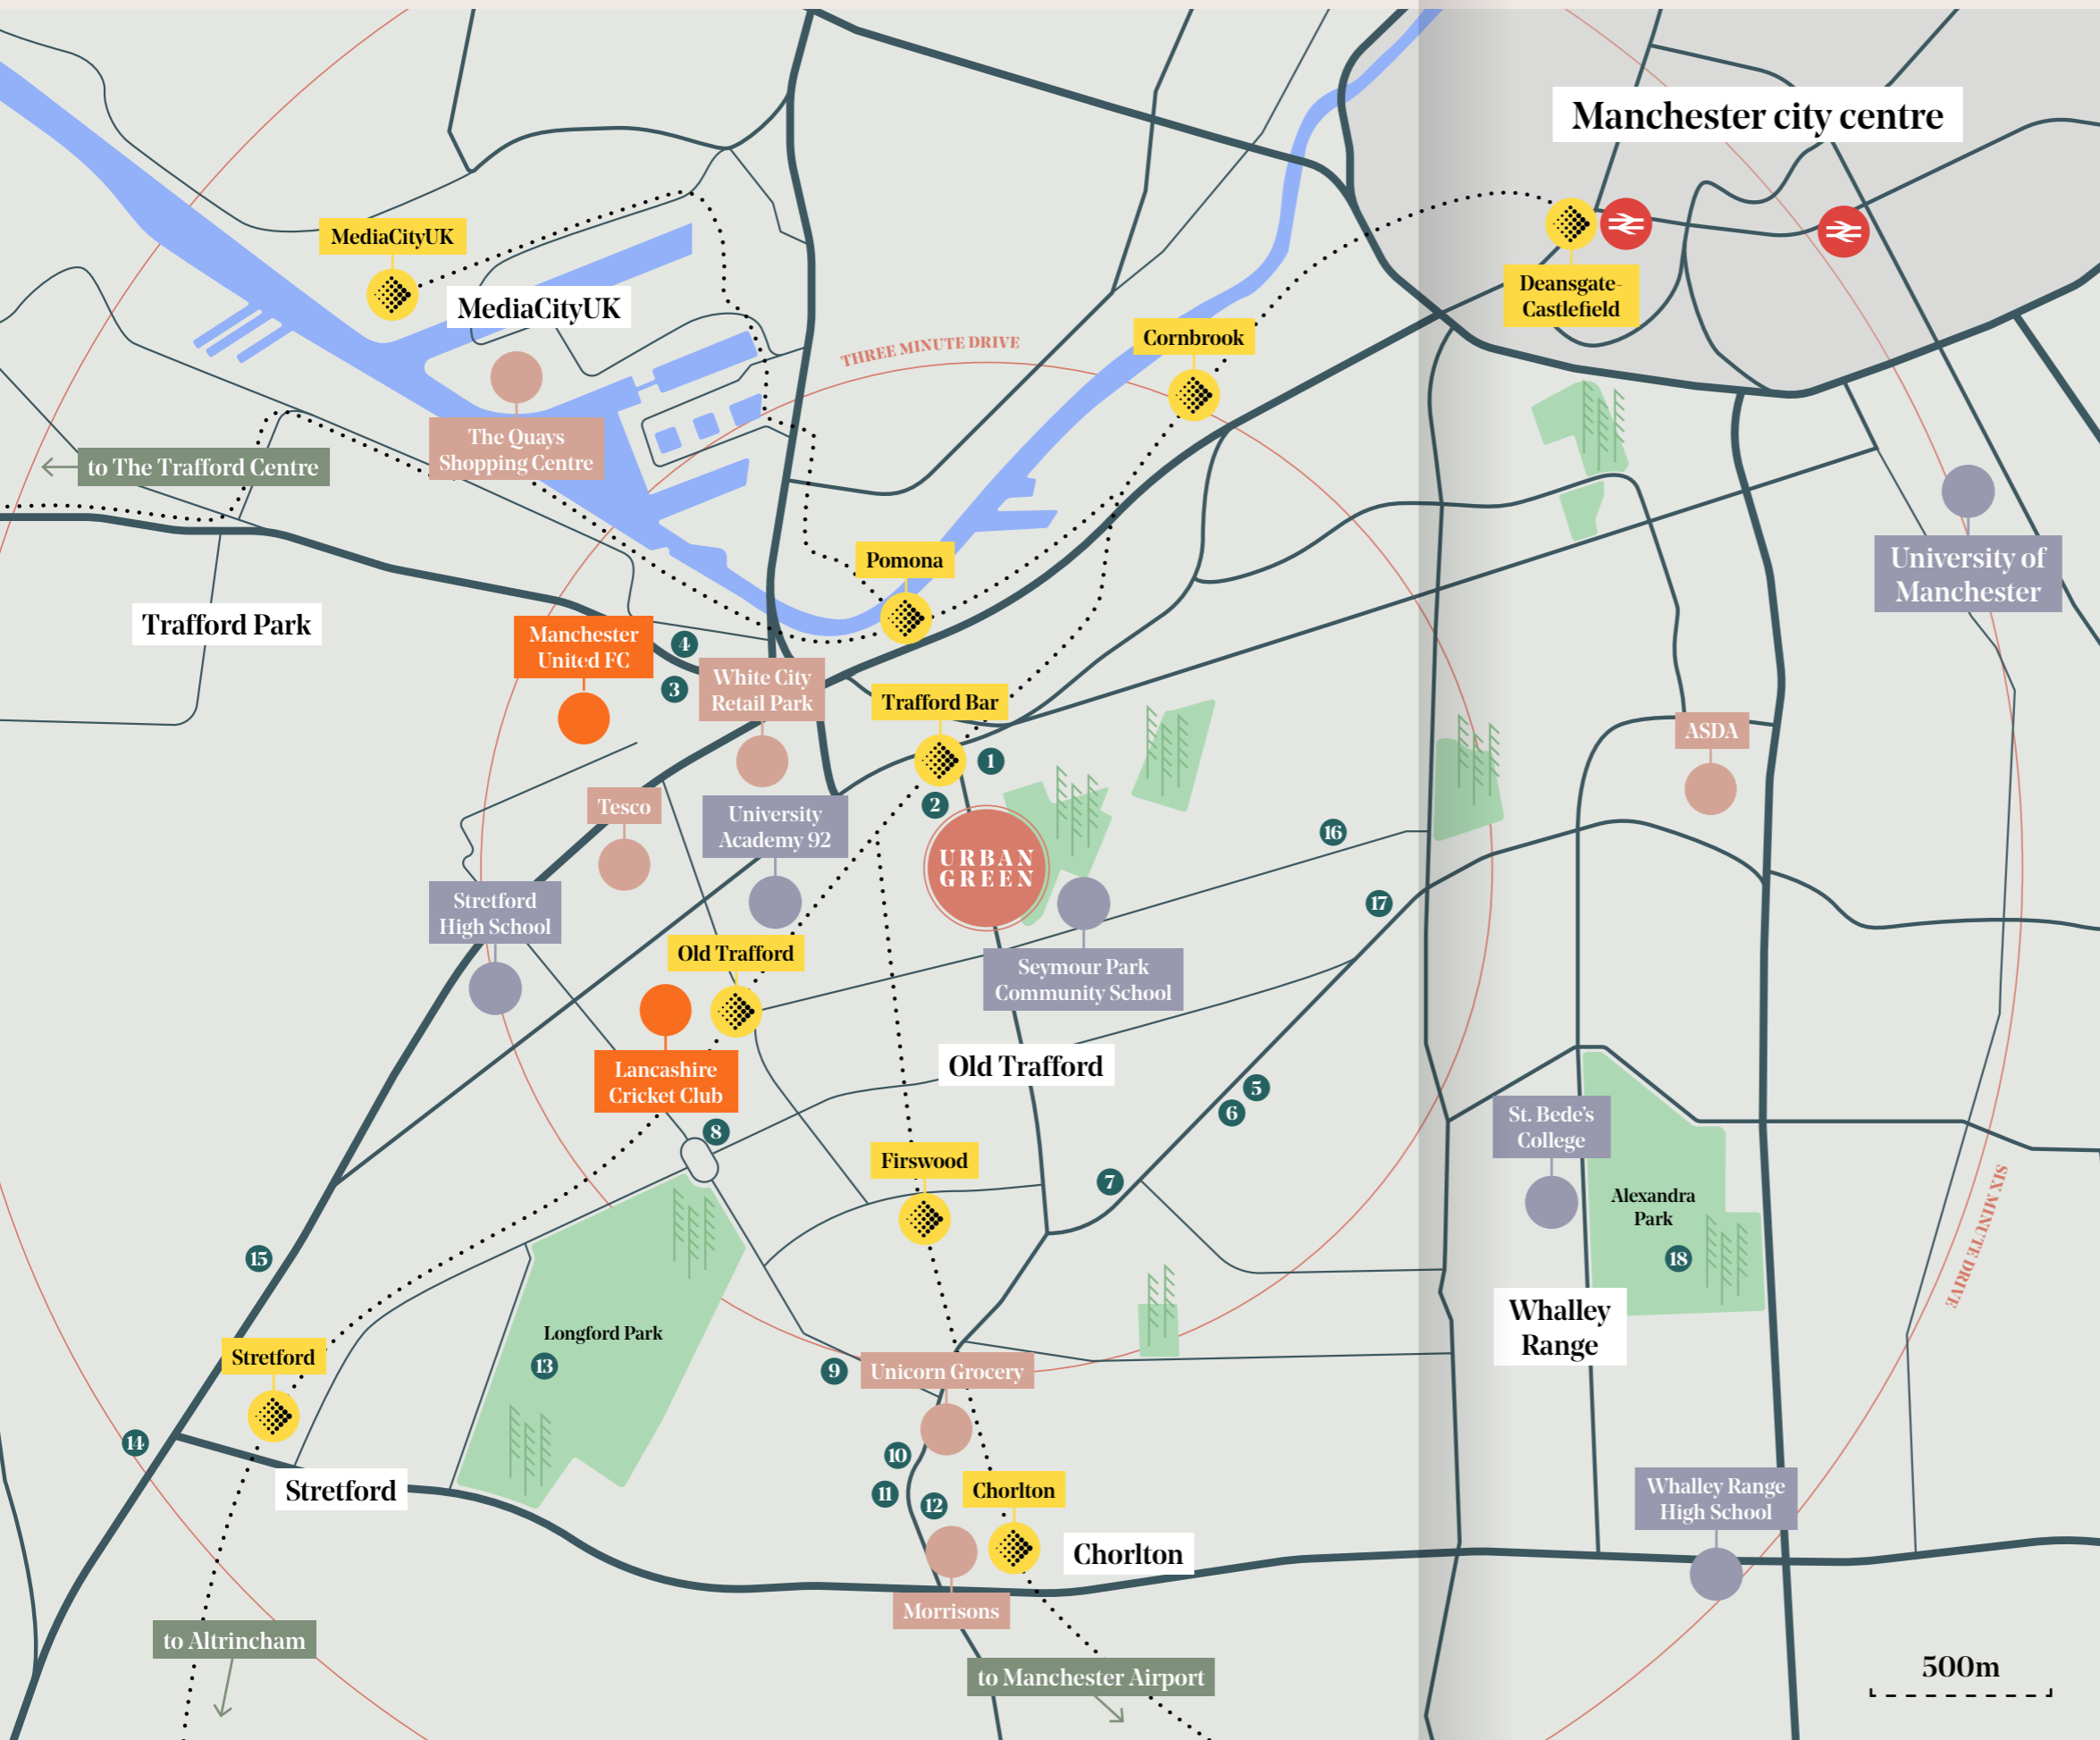 Manchester city centre
MediaCityUK
MediaCityUK
Deansgate-
Castlefield
Cornbrook
THREE MINUTE DRIVE
The Quays
Shopping Centre
to The Trafford Centre
University of
Manchester
Pomona
Trafford Park
Manchester
United FC
4
3
White City
Retail Park
Trafford Bar
1
2
ASDA
Tesco
University
Academy 92
URBAN
GREEN
16
17
Stretford
High School
Old Trafford
Seymour Park
Community School
Lancashire
Cricket Club
Old Trafford
5
6
7
8
St. Bede's
College
Firswood
Alexandra
Park
18
SIX MINUTE DRIVE
15
Whalley
Range
Longford Park
13
Stretford
9
Unicorn Grocery
14
10
11
12
Stretford
Chorlton
Chorlton
Whalley Range
High School
Morrisons
to Altrincham
to Manchester Airport
500m